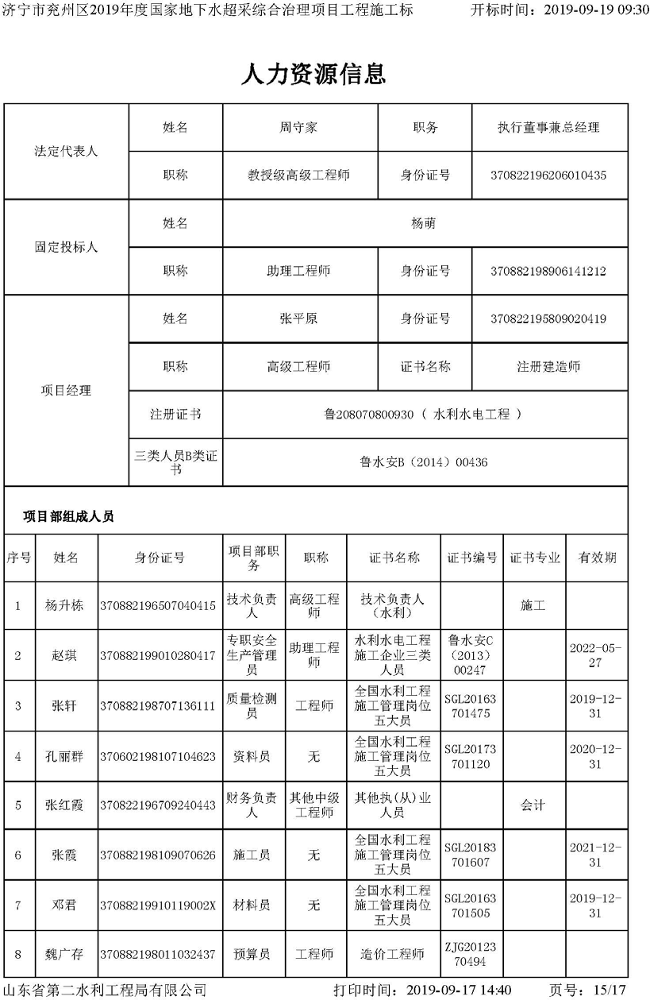 济宁市兖州区2019年度国家地下水超采综合治理项目工程施工标 开标时间：2019-09-19 09:30
人力资源信息
法定代表人 姓名 周守家 职务 执行董事兼总经理
职称 教授级高级工程师 身份证号 370822196206010435
固定投标人 姓名 杨萌
职称 助理工程师 身份证号 370882198906141212
项目经理 姓名 张平原 身份证号 370822195809020419
职称 高级工程师 证书名称 注册建造师
注册证书 鲁208070800930 ( 水利水电工程 )
三类人员B类证书 鲁水安B（2014）00436
项目部组成人员
序号 姓名 身份证号 项目部职务 职称 证书名称 证书编号 证书专业 有效期
1 杨升栋 370882196507040415 技术负责人 高级工程师 技术负责人（水利） 施工
2 赵琪 370882199010280417 专职安全生产管理员 助理工程师 水利水电工程施工企业三类人员 鲁水安C（2013）00247 2022-05-27
3 张轩 370882198707136111 质量检测员 工程师 全国水利工程施工管理岗位五大员 SGL20163701475 2019-12-31
4 孔丽群 370602198107104623 资料员 无 全国水利工程施工管理岗位五大员 SGL20173701120 2020-12-31
5 张红霞 370822196709240443 财务负责人 其他中级工程师 其他执(从)业人员 会计
6 张霞 370882198109070626 施工员 无 全国水利工程施工管理岗位五大员 SGL20183701607 2021-12-31
7 邓君 37088219910119002X 材料员 无 全国水利工程施工管理岗位五大员 SGL20163701505 2019-12-31
8 魏广存 370882198011032437 预算员 工程师 造价工程师 ZJG2012370494
山东省第二水利工程局有限公司 打印时间：2019-09-17 14:40 页号：15/17